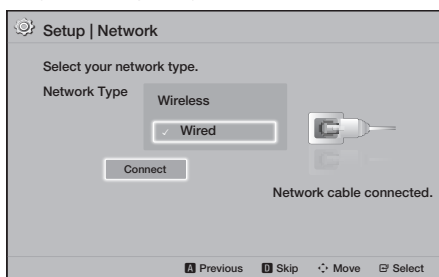 Setup | Network
Select your network type.
Network Type
Wireless
✓ Wired
Connect
Network cable connected.
A Previous D Skip Move Select